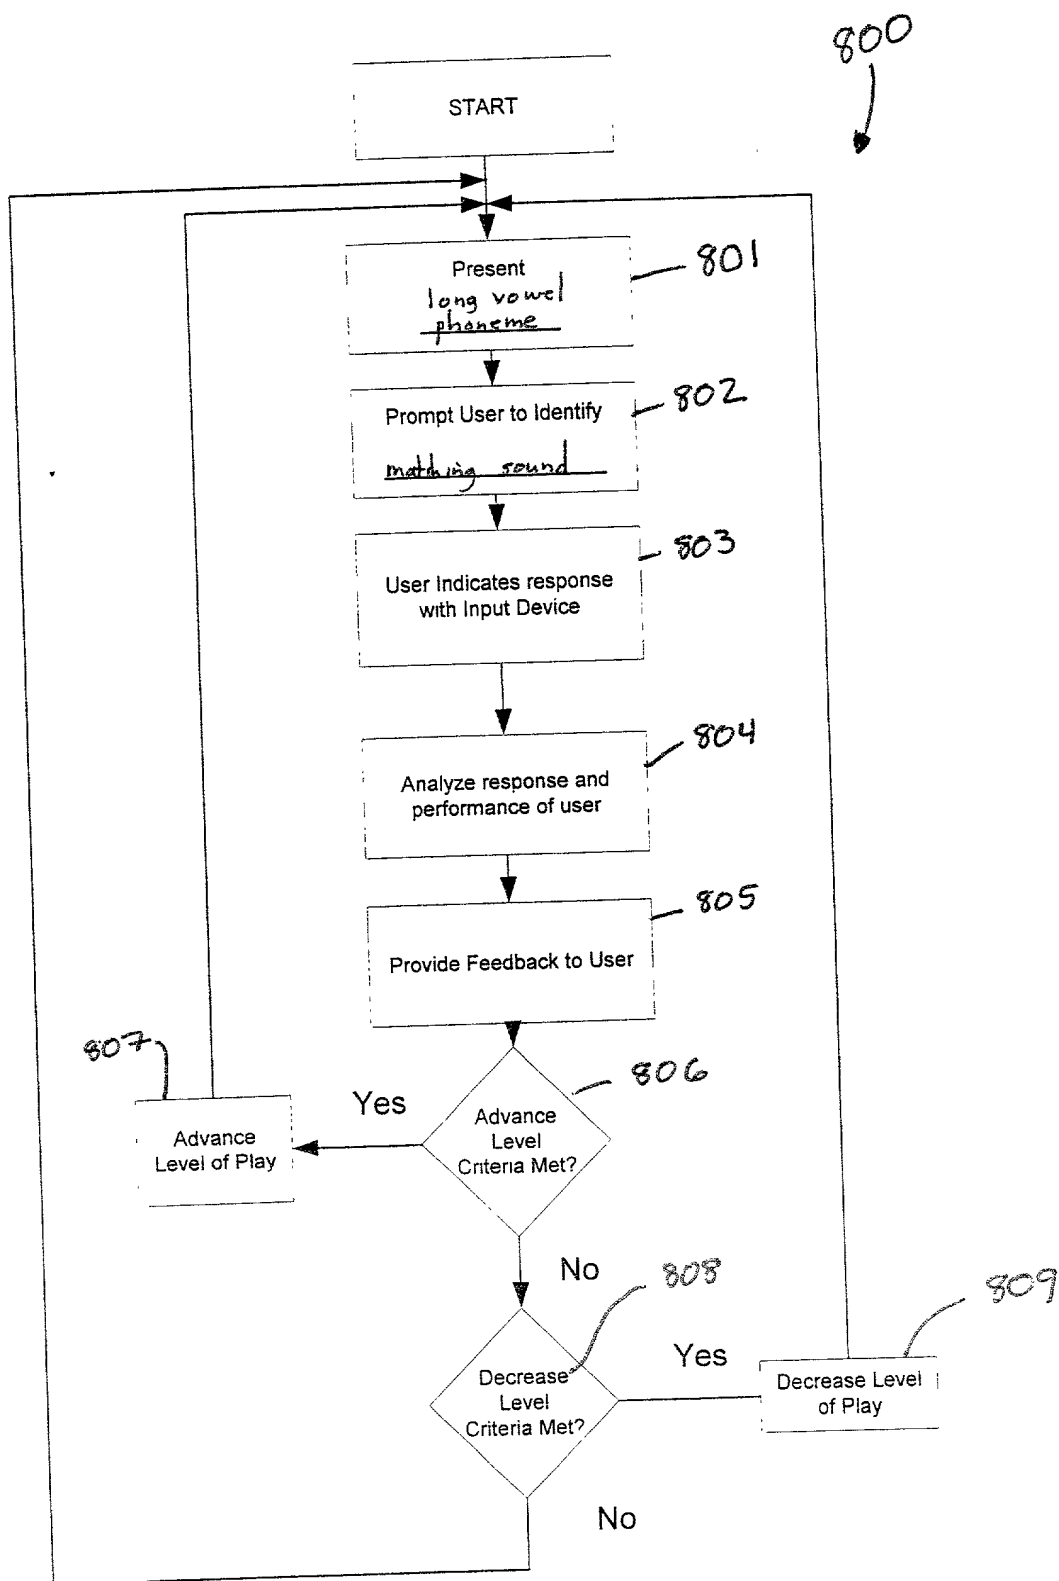 800
START
Present
long vowel
phoneme
801
Prompt User to Identify
matching sound
802
User Indicates response
with Input Device
803
Analyze response and
performance of user
804
Provide Feedback to User
805
Advance
Level
Criteria Met?
806
Yes
Advance
Level of Play
807
No
Decrease
Level
Criteria Met?
808
Yes
Decrease Level
of Play
809
No